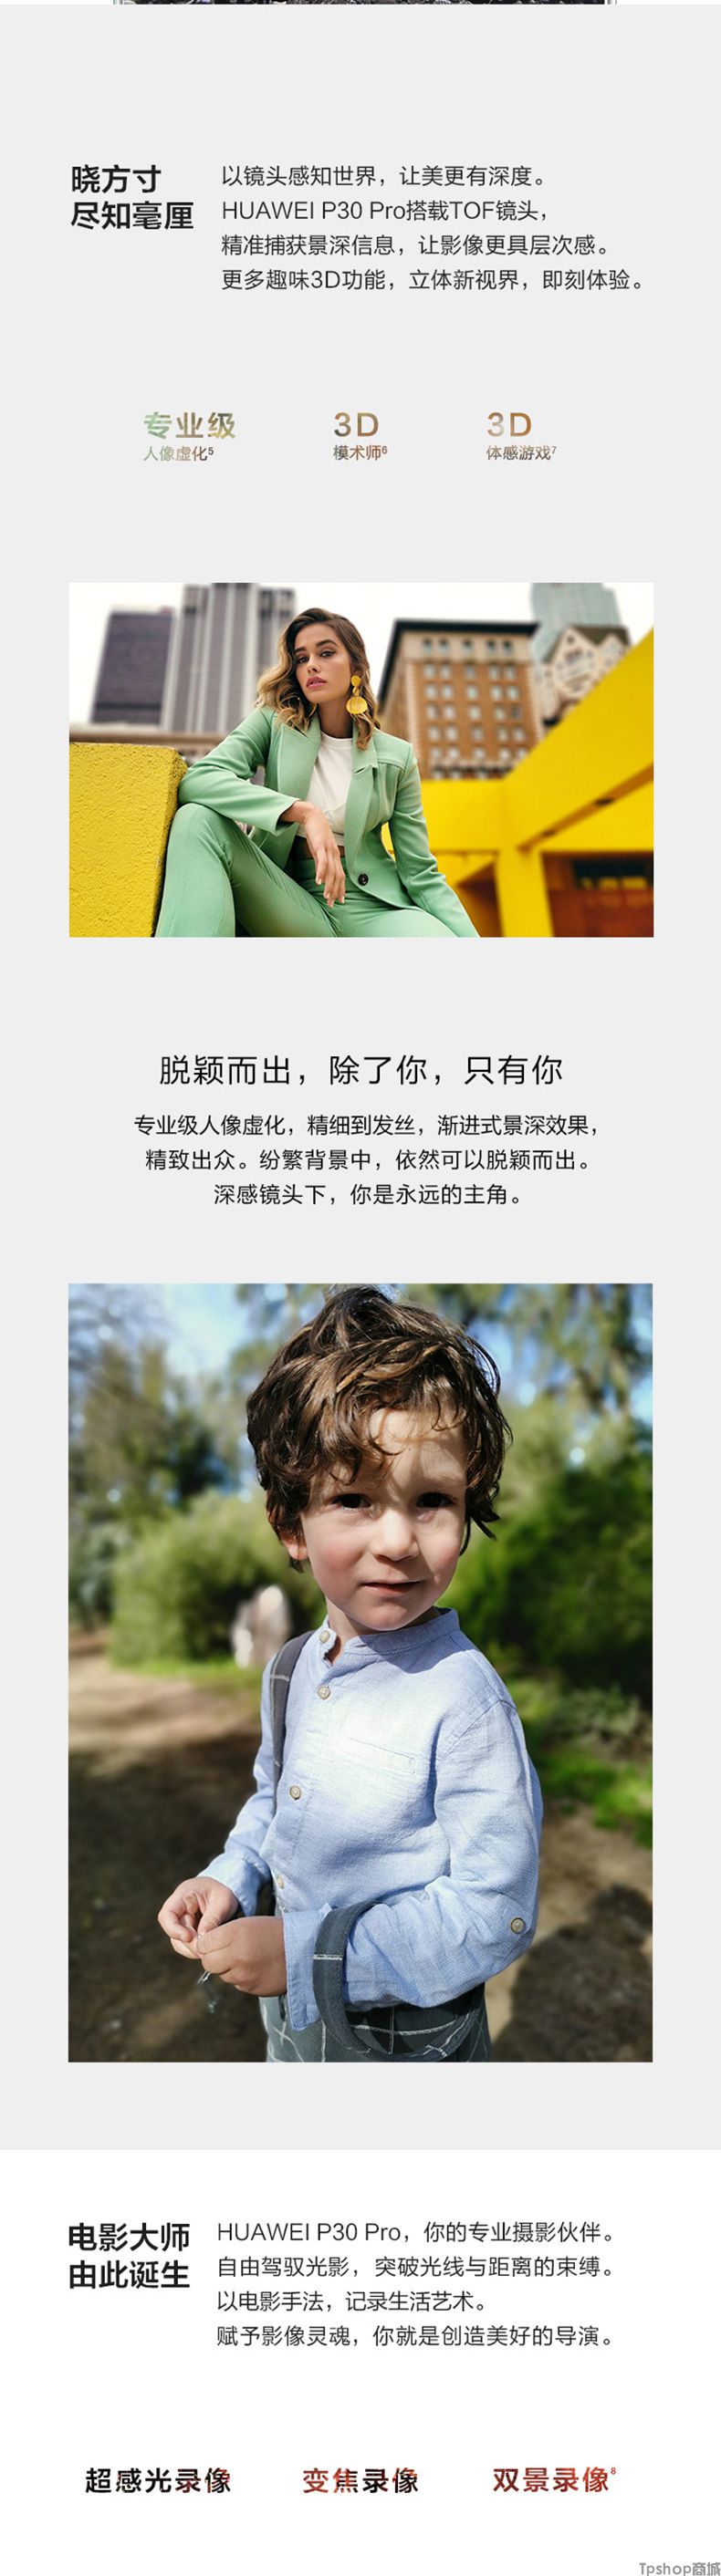 晓方寸
尽知毫厘
以镜头感知世界，让美更有深度。
HUAWEI P30 Pro搭载TOF镜头，
精准捕获景深信息，让影像更具层次感。
更多趣味3D功能，立体新视界，即刻体验。
专业级
人像虚化5
3D
模术师6
3D
体感游戏7
脱颖而出，除了你，只有你
专业级人像虚化，精细到发丝，渐进式景深效果，
精致出众。纷繁背景中，依然可以脱颖而出。
深感镜头下，你是永远的主角。
电影大师
由此诞生
HUAWEI P30 Pro，你的专业摄影伙伴。
自由驾驭光影，突破光线与距离的束缚。
以电影手法，记录生活艺术。
赋予影像灵魂，你就是创造美好的导演。
超感光录像
变焦录像
双景录像8
Tpshop商城